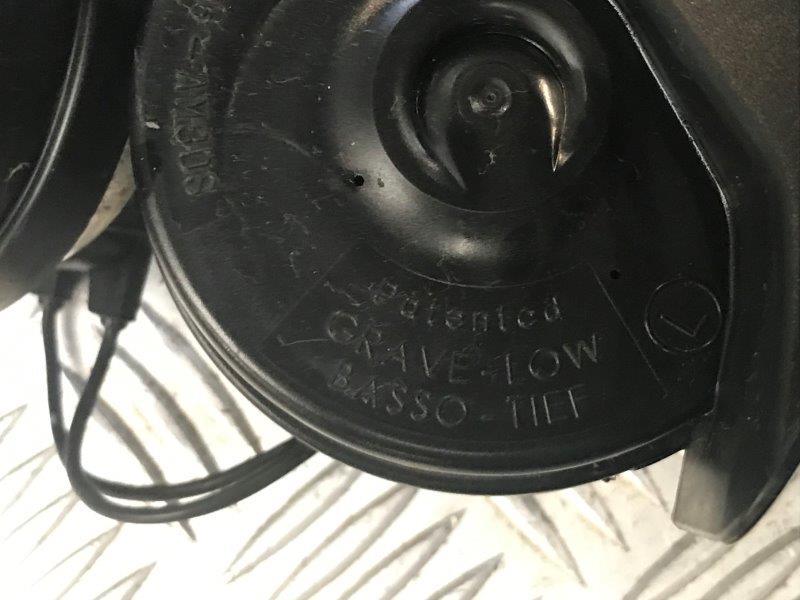 Patented
GRAVE-LOW
BASSO-TIEF
L